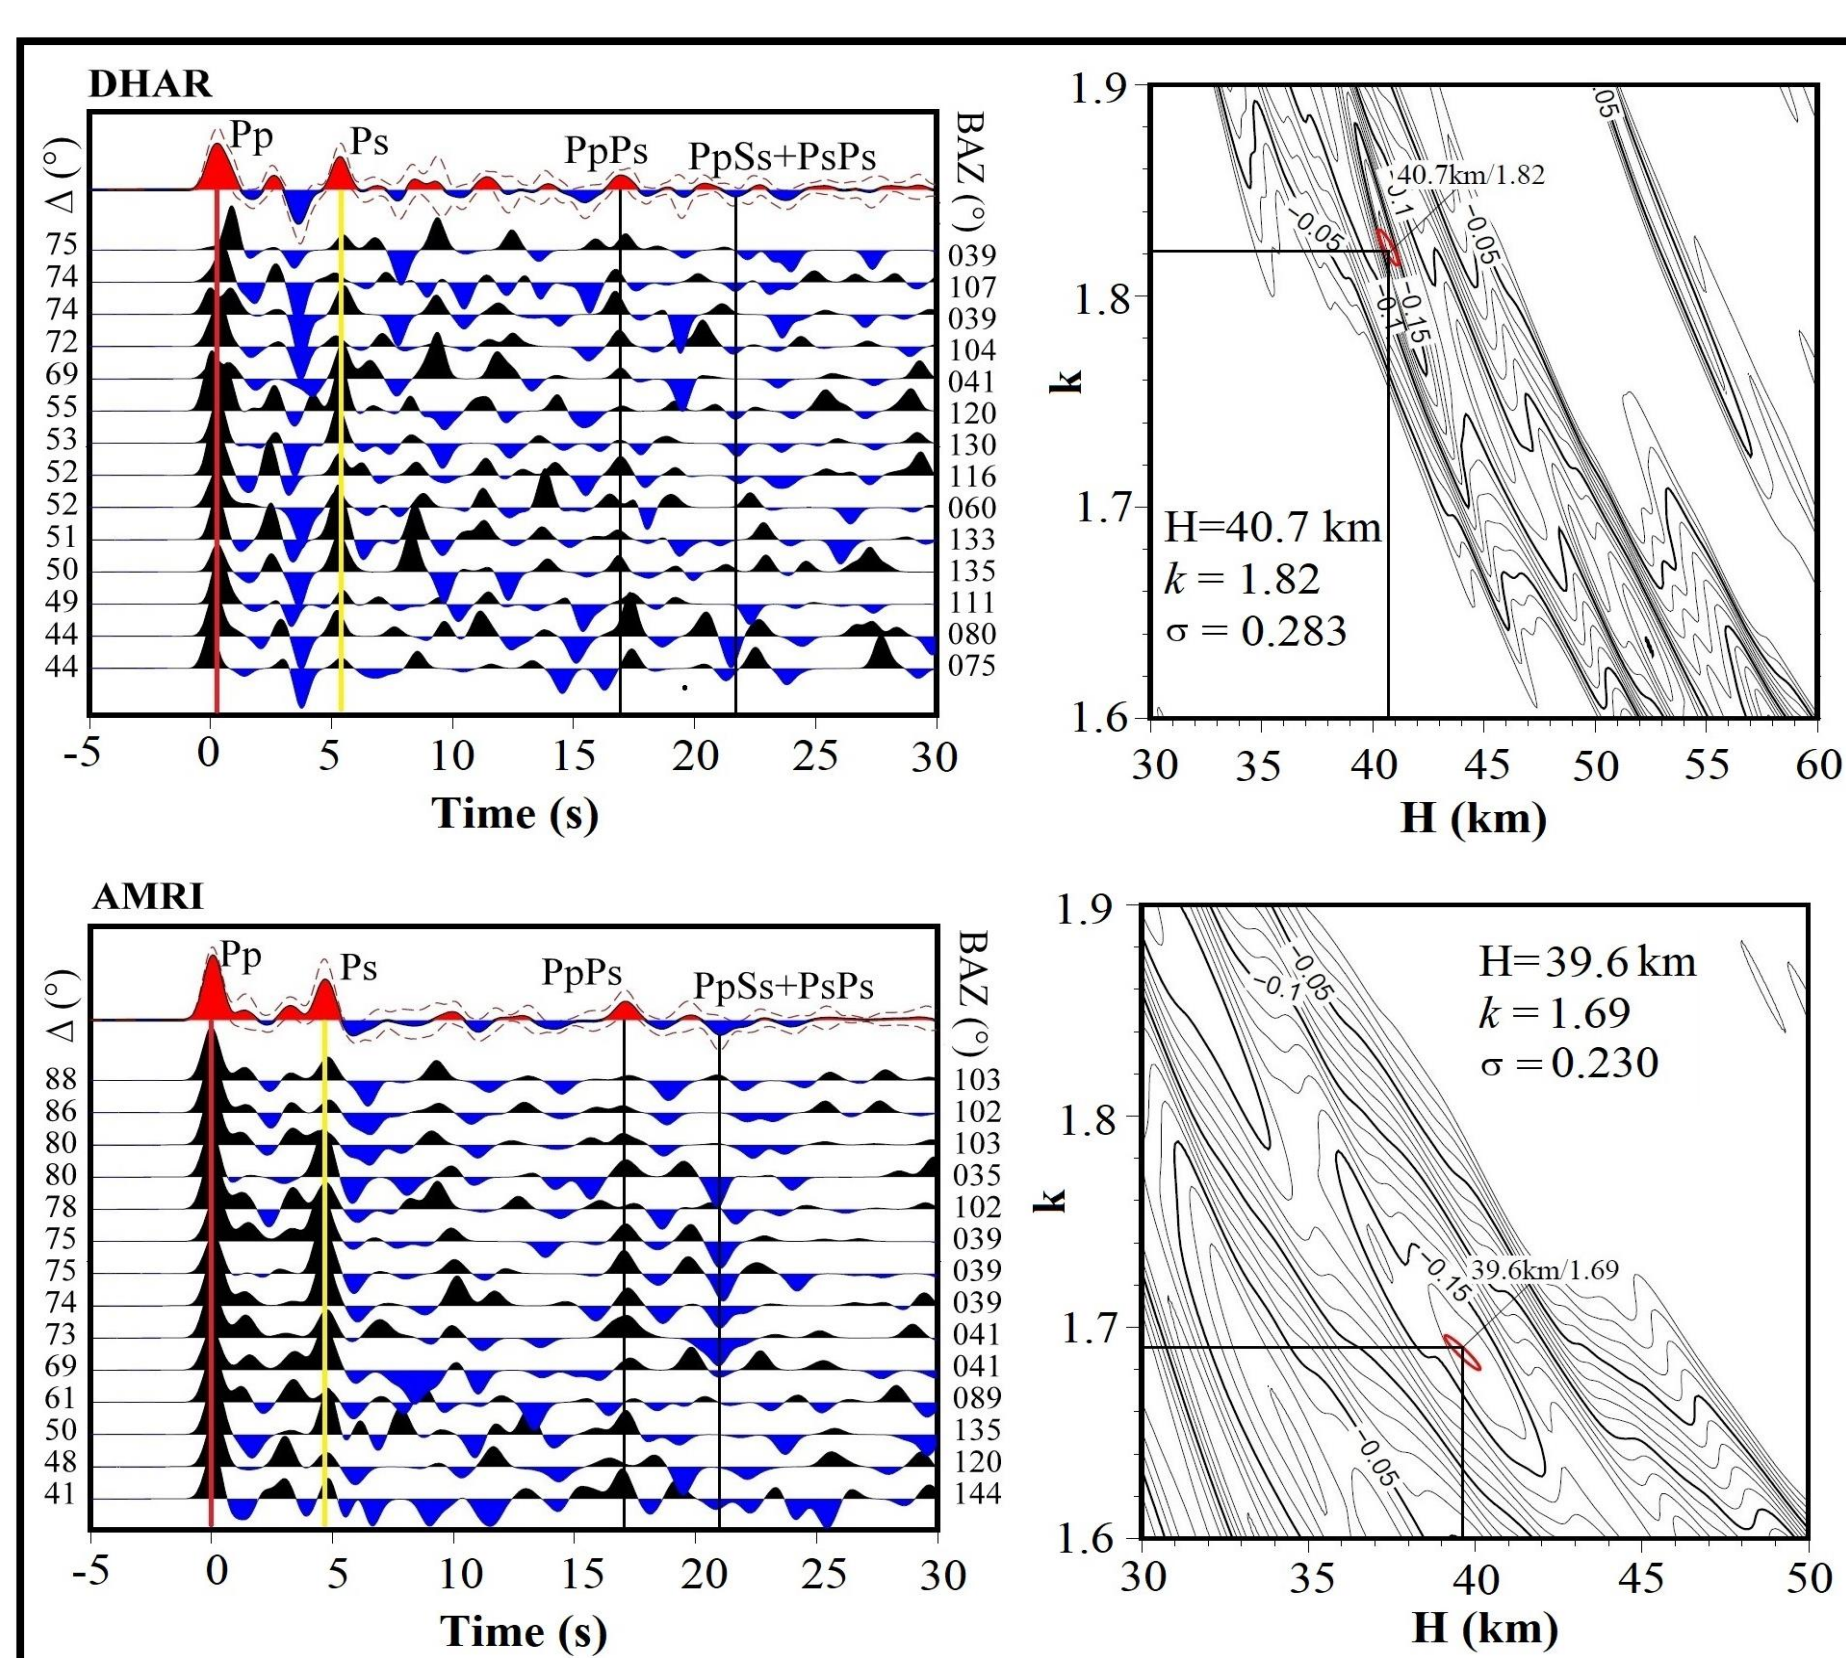 DHAR
Δ (°)
Pp
Ps
PpPs
PpSs+PsPs
BAZ (°)
75 039
74 107
74 039
72 104
69 041
55 120
53 130
52 116
52 060
51 133
50 135
49 111
44 080
44 075
-5 0 5 10 15 20 25 30
Time (s)
1.9
1.8
1.7
1.6
k
.05
40.7km/1.82
0.1
−0.05
−0.05
−0.1
−0.15
H=40.7 km
k = 1.82
σ = 0.283
30 35 40 45 50 55 60
H (km)
AMRI
Δ (°)
Pp
Ps
PpPs
PpSs+PsPs
BAZ (°)
88 103
86 102
80 103
80 035
78 102
75 039
75 039
74 039
73 041
69 041
61 089
50 135
48 120
41 144
-5 0 5 10 15 20 25 30
Time (s)
1.9
1.8
1.7
1.6
k
−0.05
−0.1
H=39.6 km
k = 1.69
σ = 0.230
−0.15
39.6km/1.69
−0.05
30 35 40 45 50
H (km)